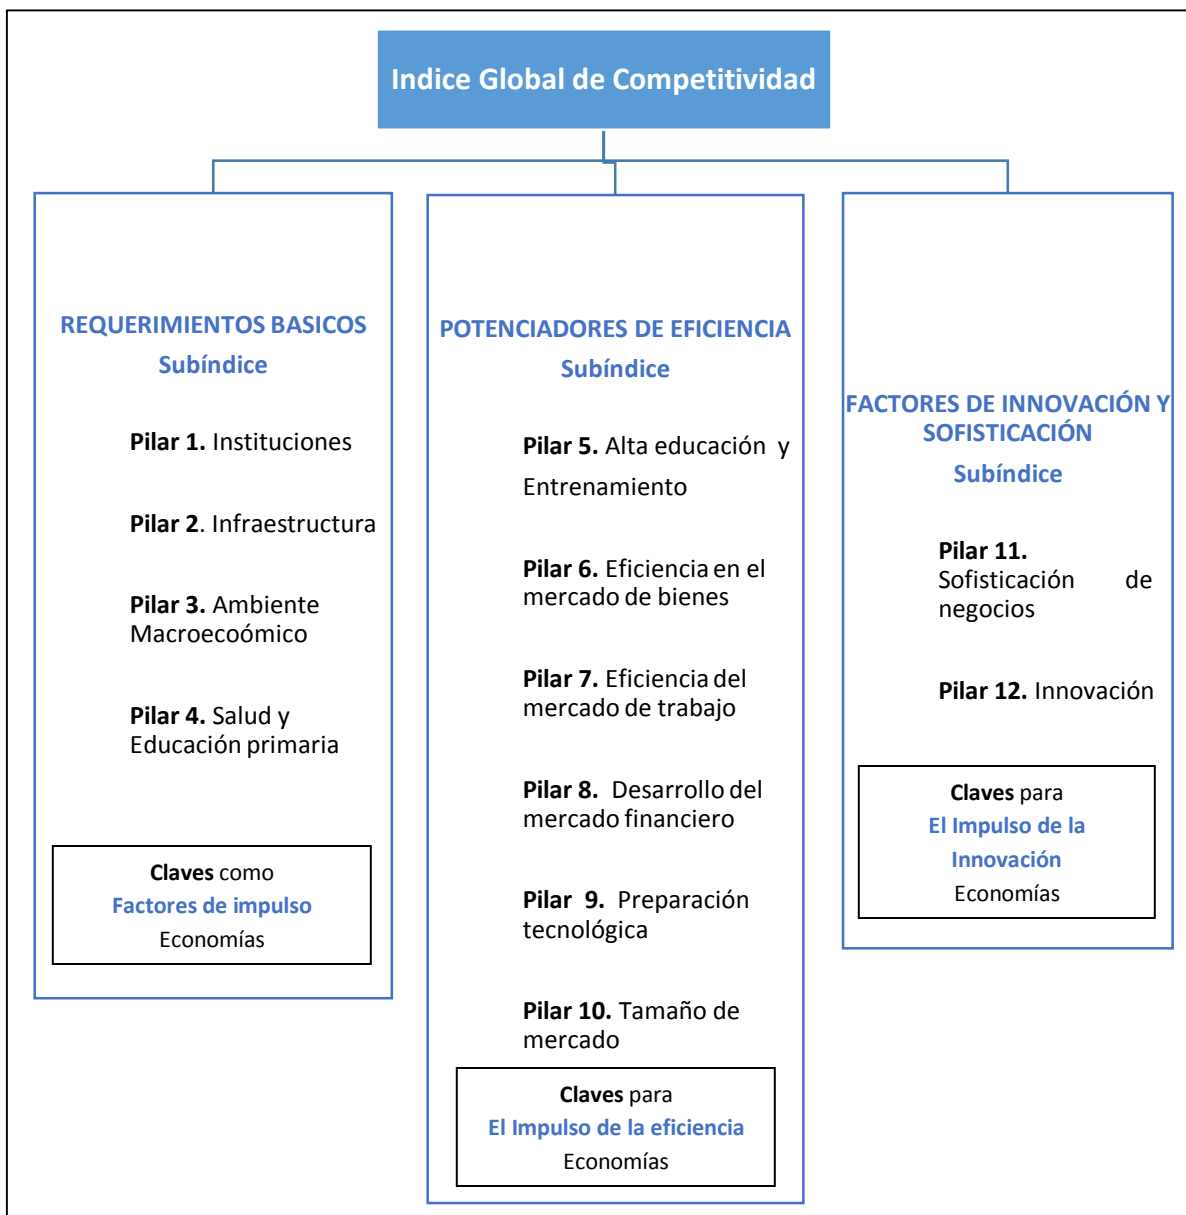 Indice Global de Competitividad
REQUERIMIENTOS BASICOS
Subíndice
Pilar 1. Instituciones
Pilar 2. Infraestructura
Pilar 3. Ambiente
Macroecoómico
Pilar 4. Salud y
Educación primaria
Claves como
Factores de impulso
Economías
POTENCIADORES DE EFICIENCIA
Subíndice
Pilar 5. Alta educación y
Entrenamiento
Pilar 6. Eficiencia en el
mercado de bienes
Pilar 7. Eficiencia del
mercado de trabajo
Pilar 8. Desarrollo del
mercado financiero
Pilar 9. Preparación
tecnológica
Pilar 10. Tamaño de
mercado
Claves para
El Impulso de la eficiencia
Economías
FACTORES DE INNOVACIÓN Y
SOFISTICACIÓN
Subíndice
Pilar 11.
Sofisticación de
negocios
Pilar 12. Innovación
Claves para
El Impulso de la
Innovación
Economías